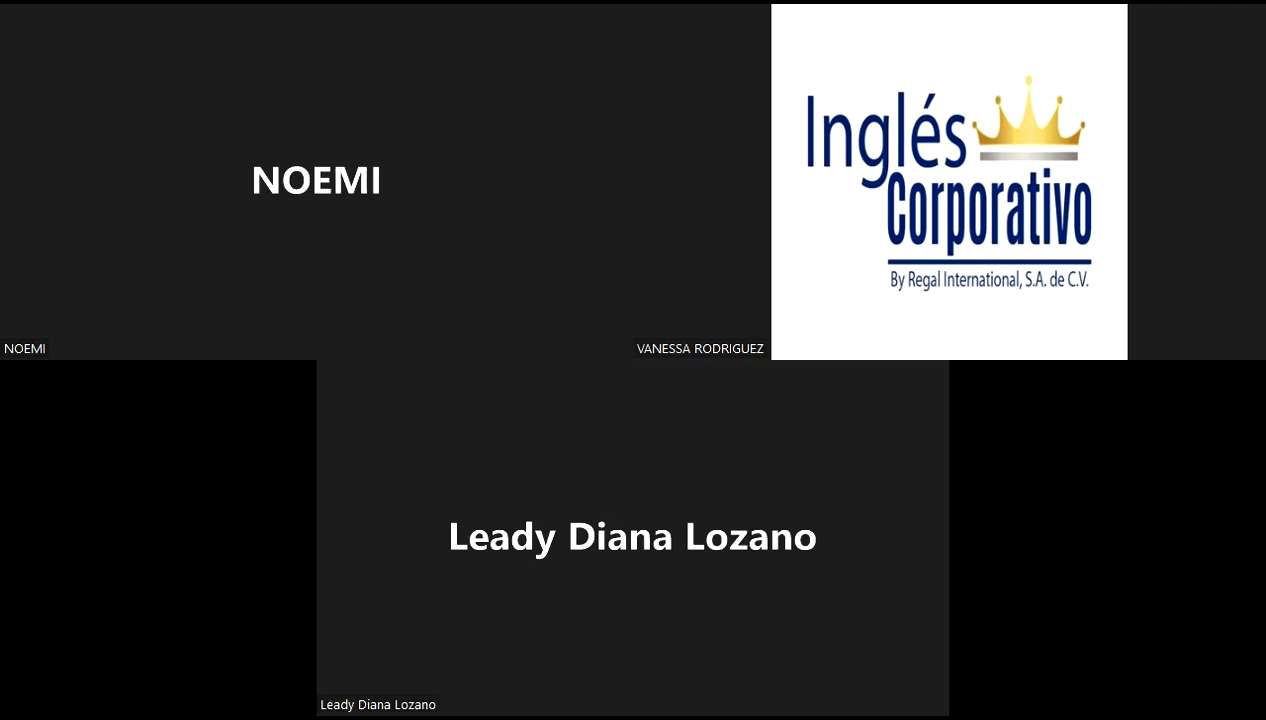 NOEMI
NOEMI
Inglés
Corporativo
By Regal International, S.A. de C.V.
VANESSA RODRIGUEZ
Leady Diana Lozano
Leady Diana Lozano